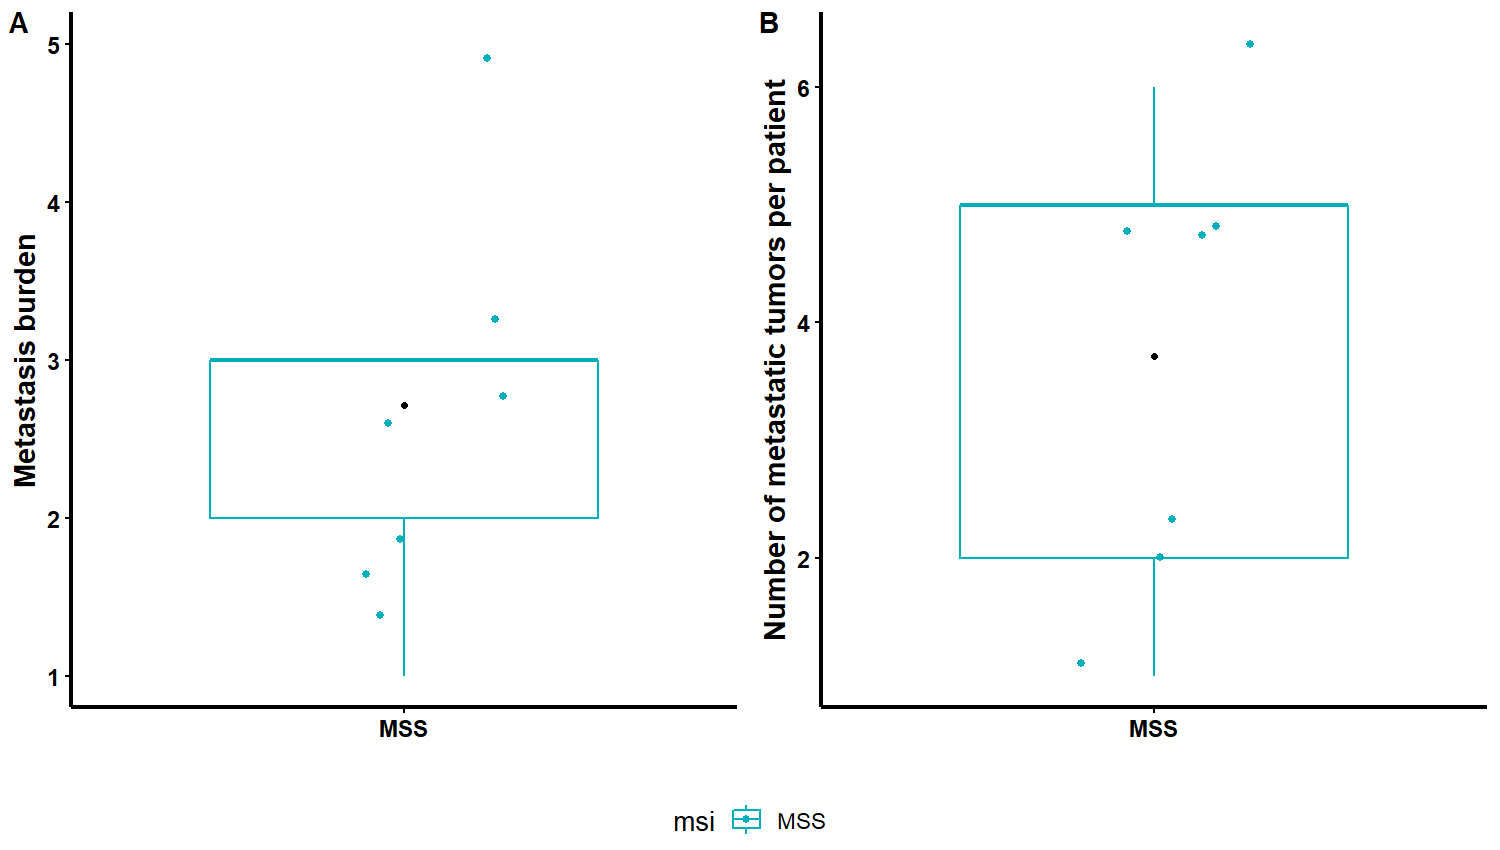 A
Metastasis burden
5
4
3
2
1
MSS
B
Number of metastatic tumors per patient
6
4
2
MSS
msi MSS